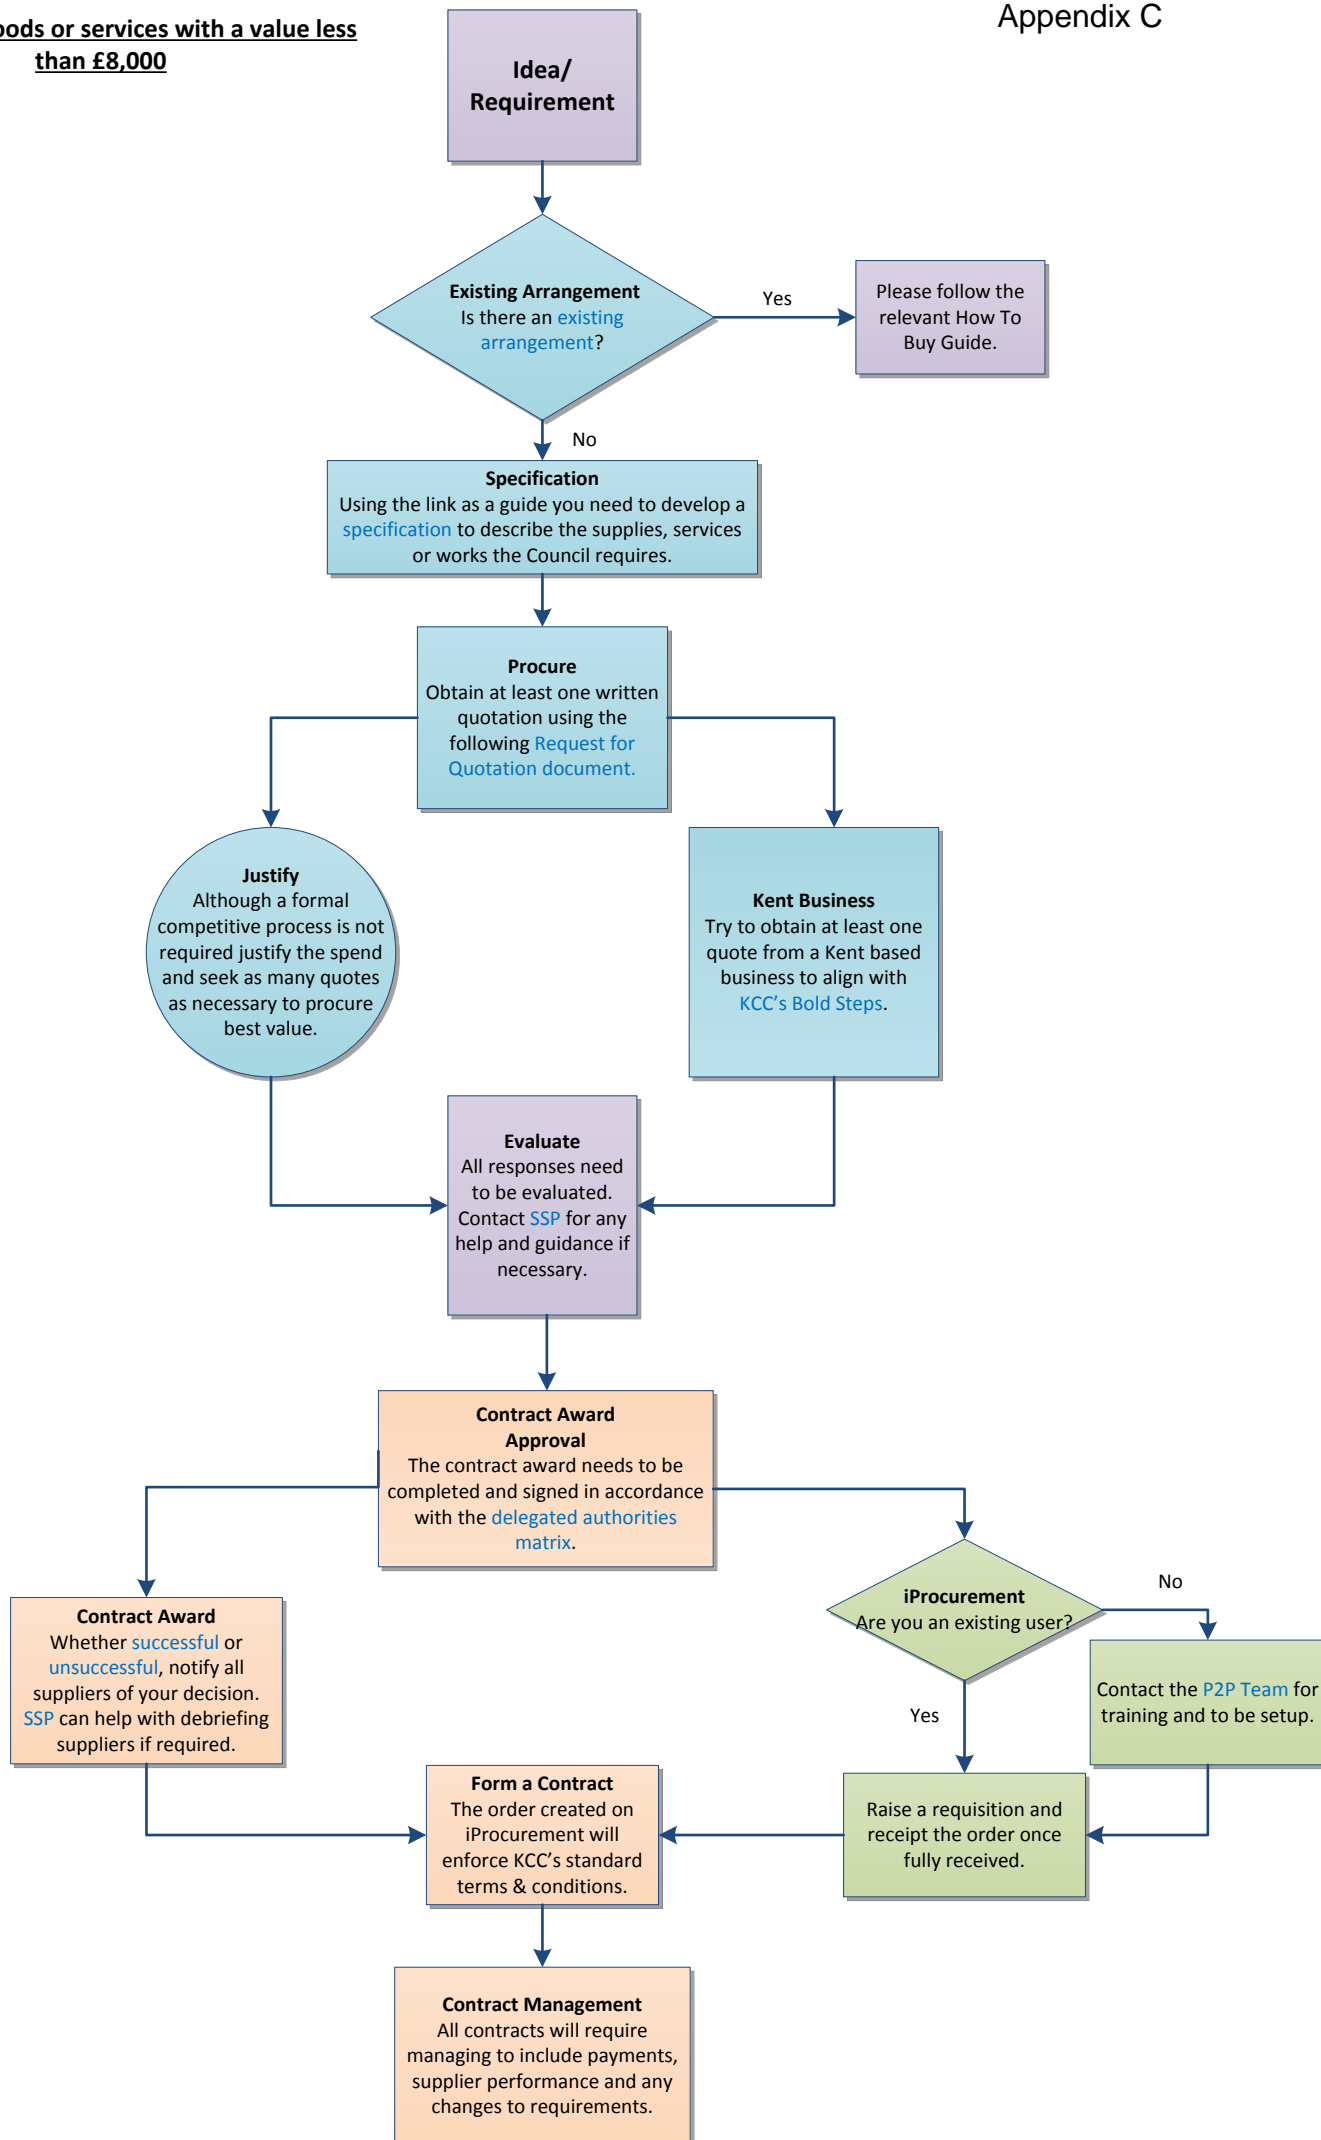 oods or services with a value less
than £8,000
Appendix C
Idea/
Requirement
Existing Arrangement
Is there an existing
arrangement?
Yes
Please follow the
relevant How To
Buy Guide.
No
Specification
Using the link as a guide you need to develop a
specification to describe the supplies, services
or works the Council requires.
Procure
Obtain at least one written
quotation using the
following Request for
Quotation document.
Justify
Although a formal
competitive process is not
required justify the spend
and seek as many quotes
as necessary to procure
best value.
Kent Business
Try to obtain at least one
quote from a Kent based
business to align with
KCC's Bold Steps.
Evaluate
All responses need
to be evaluated.
Contact SSP for any
help and guidance if
necessary.
Contract Award
Approval
The contract award needs to be
completed and signed in accordance
with the delegated authorities
matrix.
Contract Award
Whether successful or
unsuccessful, notify all
suppliers of your decision.
SSP can help with debriefing
suppliers if required.
iProcurement
Are you an existing user?
No
Contact the P2P Team for
training and to be setup.
Yes
Raise a requisition and
receipt the order once
fully received.
Form a Contract
The order created on
iProcurement will
enforce KCC's standard
terms & conditions.
Contract Management
All contracts will require
managing to include payments,
supplier performance and any
changes to requirements.